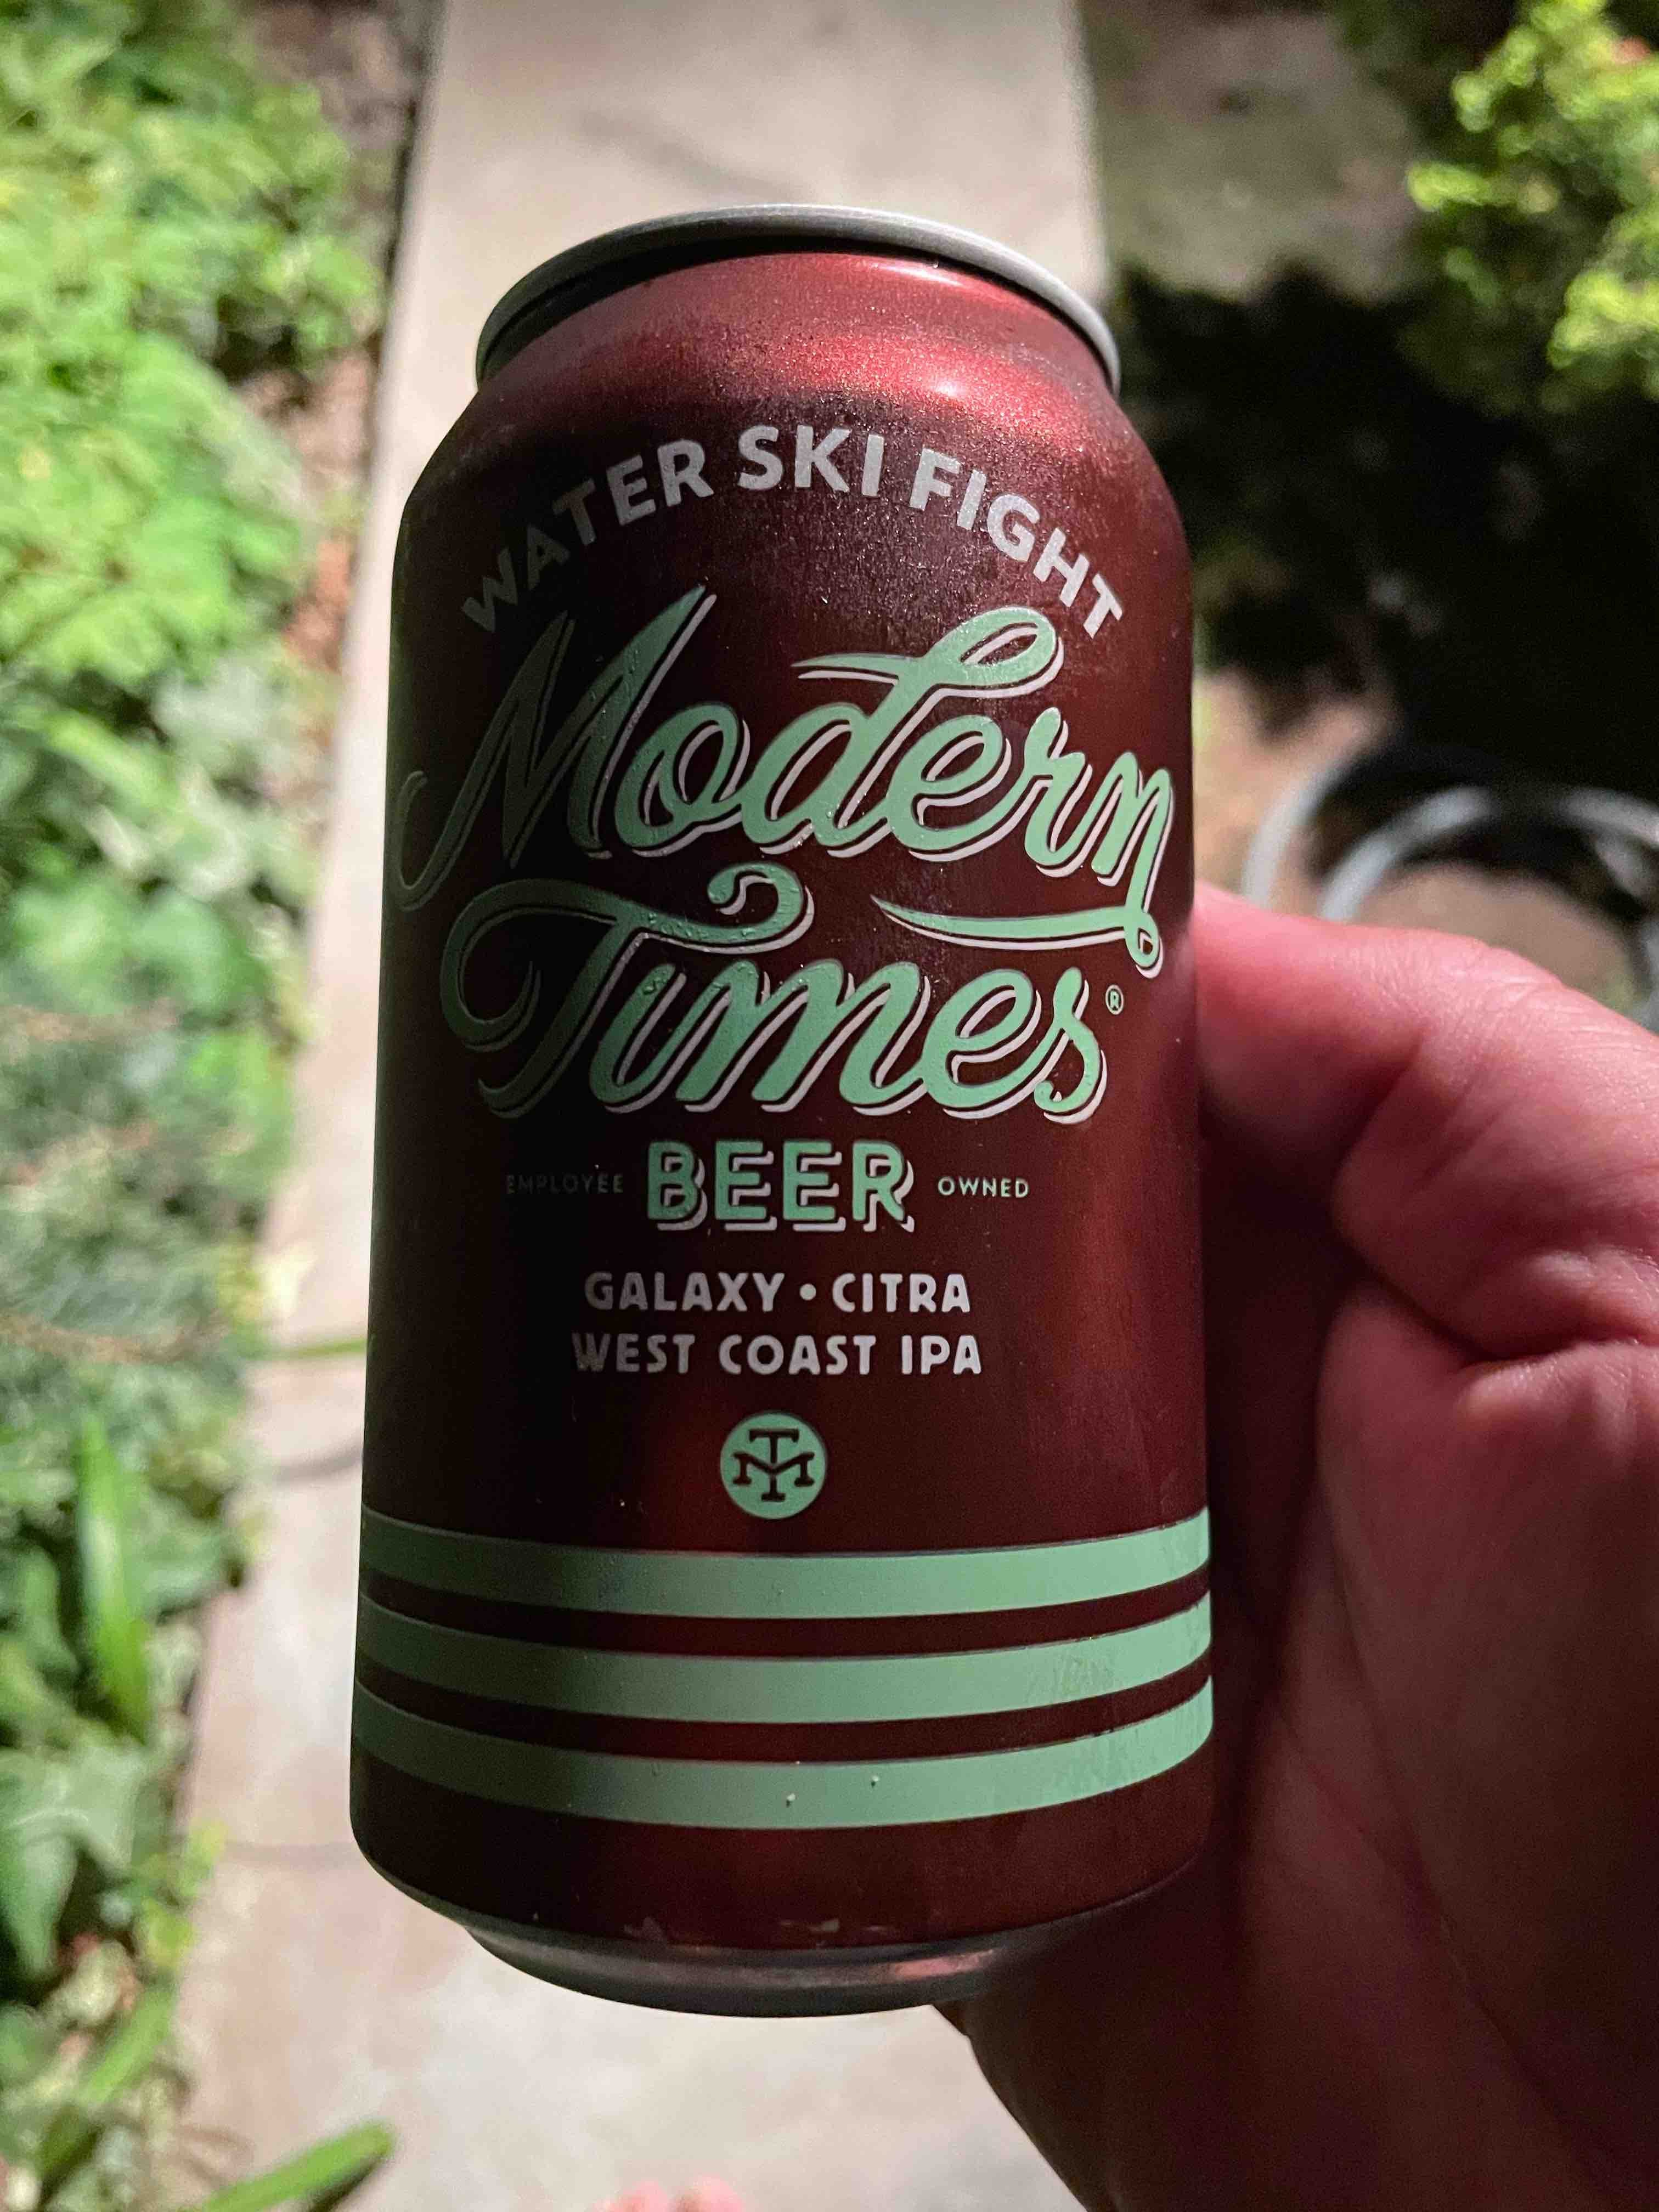 WATER SKI FIGHT
Modern
Times®
EMPLOYEE BEER OWNED
GALAXY • CITRA
WEST COAST IPA
MT